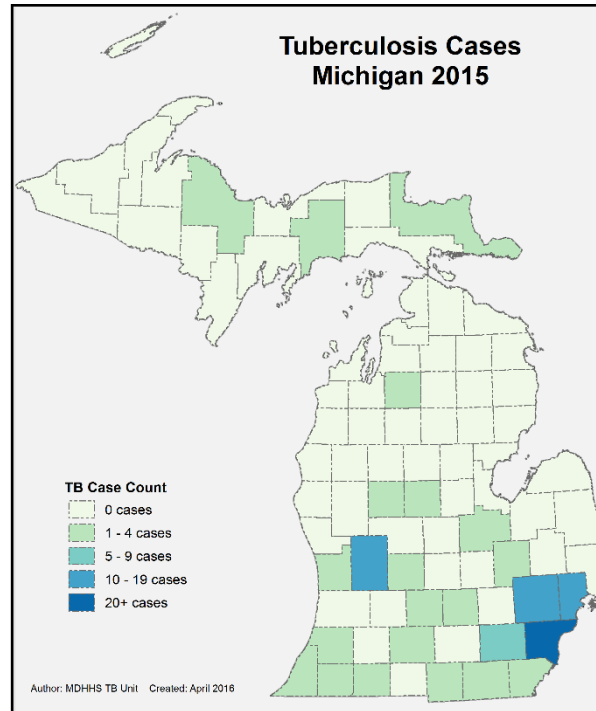 Tuberculosis Cases
Michigan 2015
TB Case Count
0 cases
1 - 4 cases
5 - 9 cases
10 - 19 cases
20+ cases
Author: MDHHS TB Unit Created: April 2016